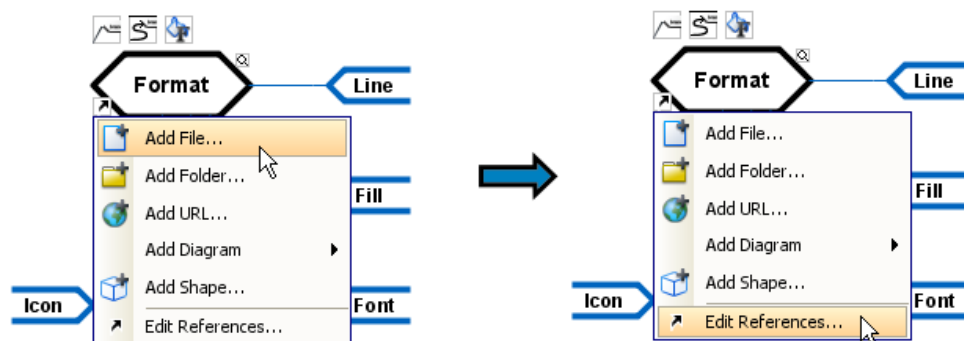 Format
Line
Add File...
Add Folder...
Fill
Add URL...
Add Diagram
Add Shape...
Icon
Font
Edit References...
Format
Line
Add File...
Add Folder...
Fill
Add URL...
Add Diagram
Add Shape...
Icon
Font
Edit References...